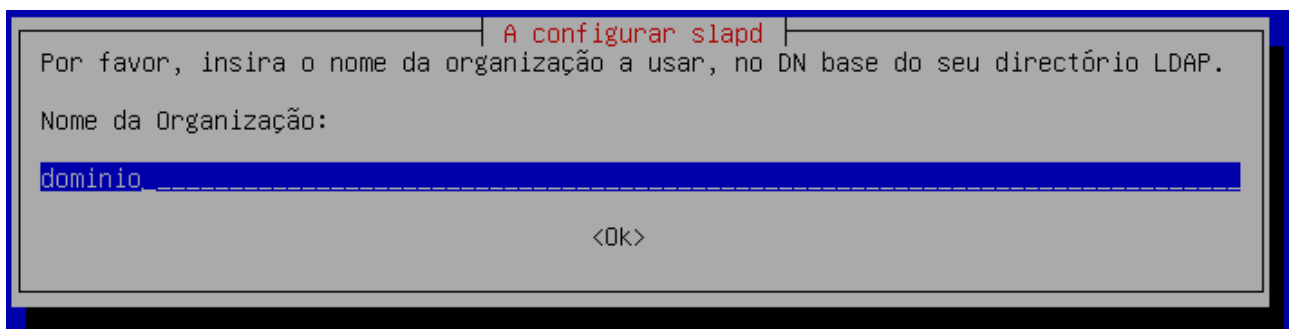 A configurar slapd
Por favor, insira o nome da organização a usar, no DN base do seu directório LDAP.
Nome da Organização:
dominio
<Ok>